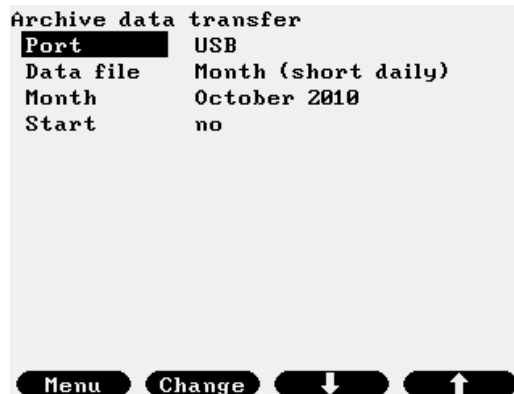 Archive data transfer
Port USB
Data file Month (short daily)
Month October 2010
Start no
Menu Change ↓ ↑